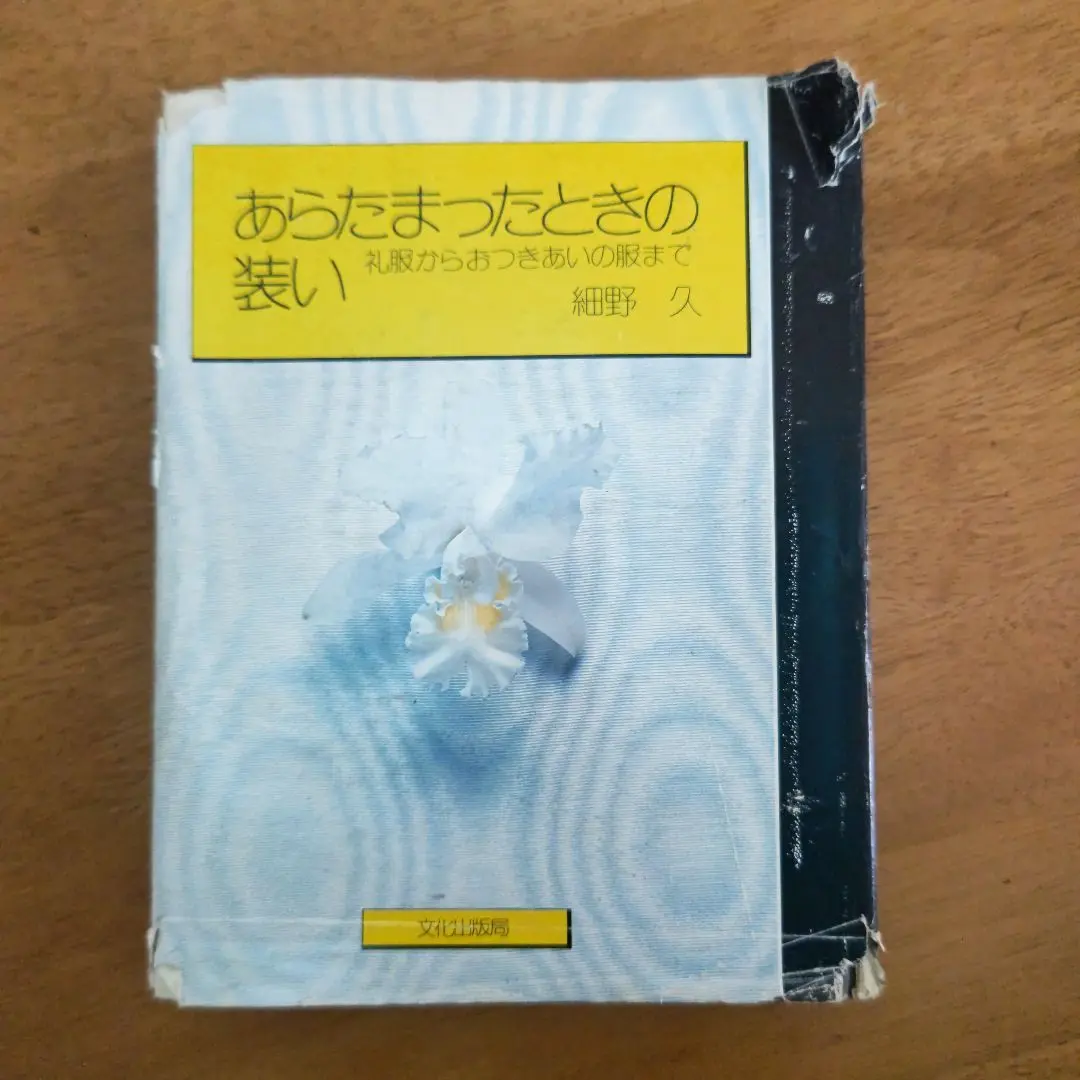 あらたまったときの
装い
礼服からおつきあいの服まで
細野 久
文化出版局